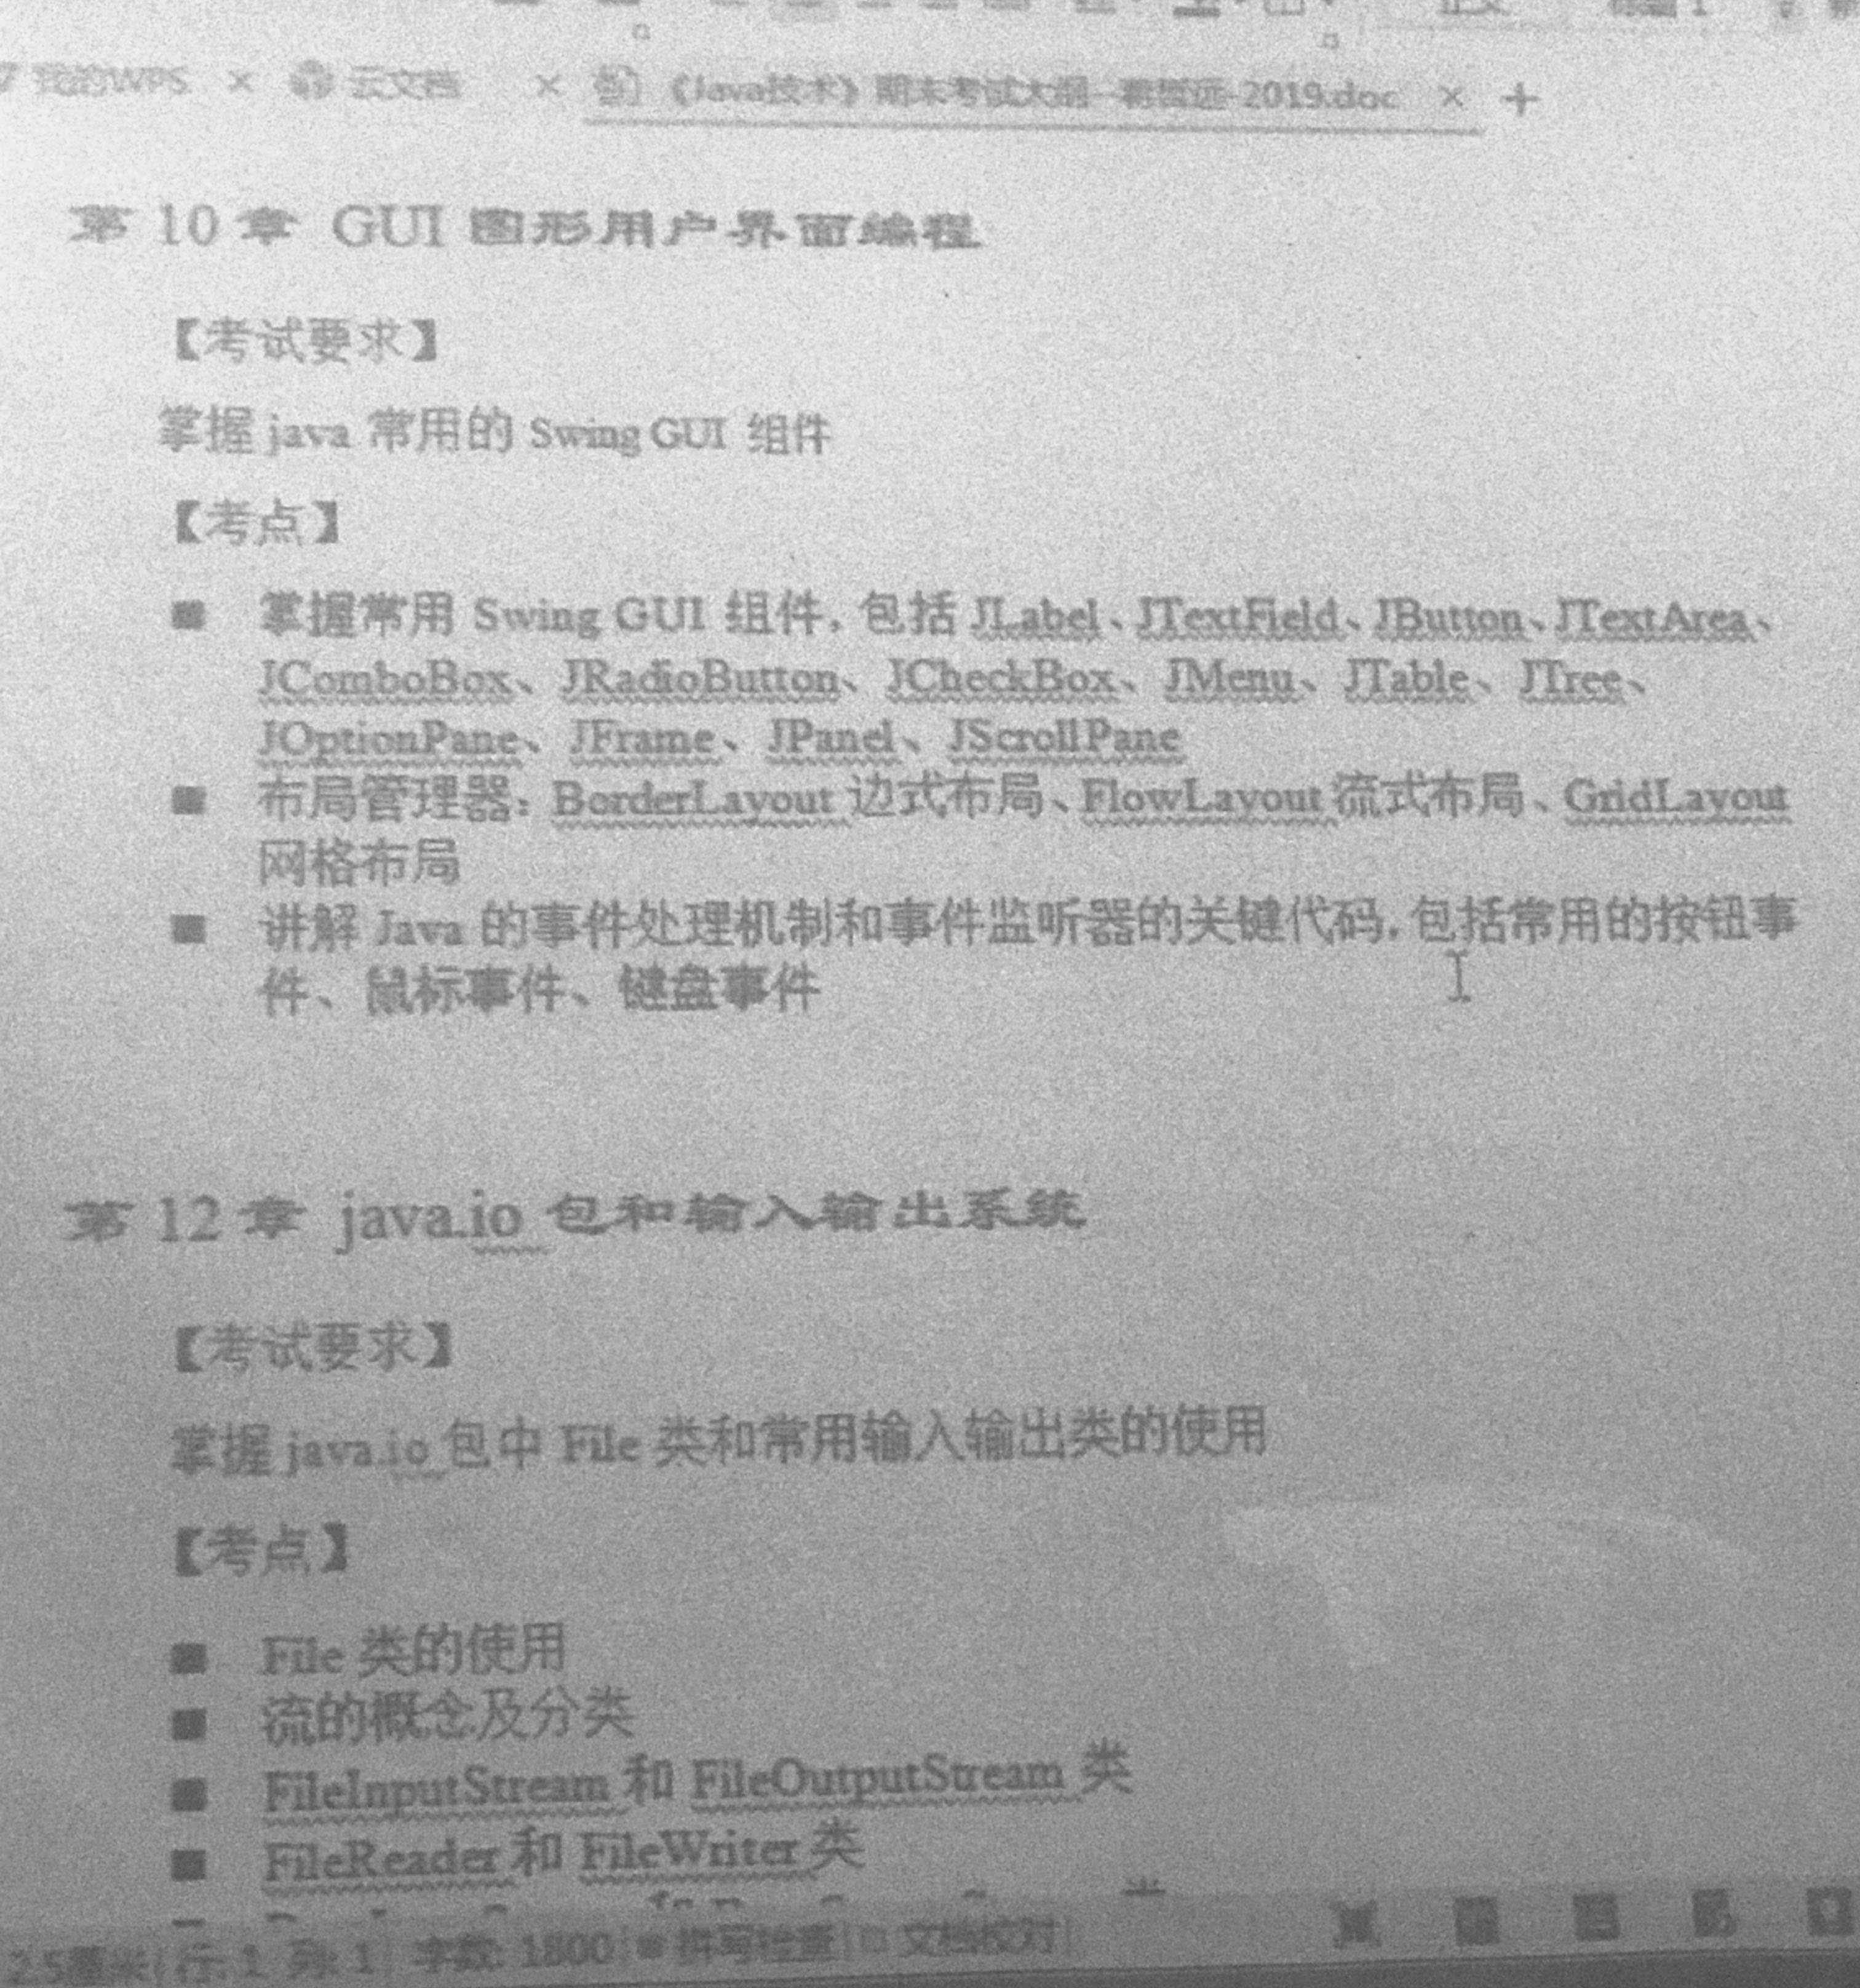 我的WPS × 云文档 × 《Java技术》期末考试大纲 2019.doc × +
第 10 章 GUI 图形用户界面编程
【考试要求】
掌握 java 常用的 Swing GUI 组件
【考点】
■ 掌握常用 Swing GUI 组件, 包括 JLabel、JTextField、JButton、JTextArea、
JComboBox、JRadioButton、JCheckBox、JMenu、JTable、JTree、
JOptionPane、JFrame、JPanel、JScrollPane
■ 布局管理器: BorderLayout 边式布局、FlowLayout 流式布局、GridLayout
网格布局
■ 讲解 Java 的事件处理机制和事件监听器的关键代码, 包括常用的按钮事
件、鼠标事件、键盘事件
第 12 章 java.io 包和输入输出系统
【考试要求】
掌握 java.io 包中 File 类和常用输入输出类的使用
【考点】
■ File 类的使用
■ 流的概念及分类
■ FileInputStream 和 FileOutputStream 类
■ FileReader 和 FileWriter 类
2.5厘米 行: 1 列: 1 字数: 1800 拼写检查 文档校对